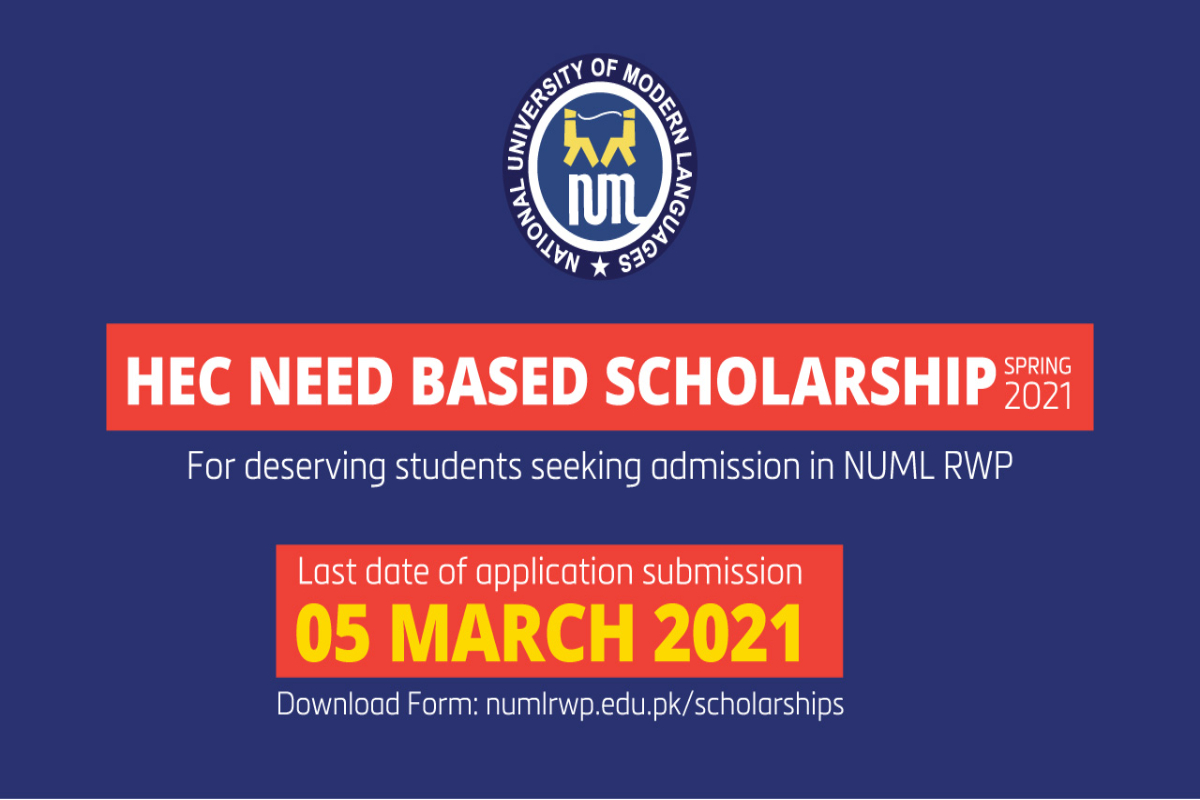 NATIONAL UNIVERSITY OF MODERN LANGUAGES
numl
HEC NEED BASED SCHOLARSHIP SPRING 2021
For deserving students seeking admission in NUML RWP
Last date of application submission
05 MARCH 2021
Download Form: numlrwp.edu.pk/scholarships